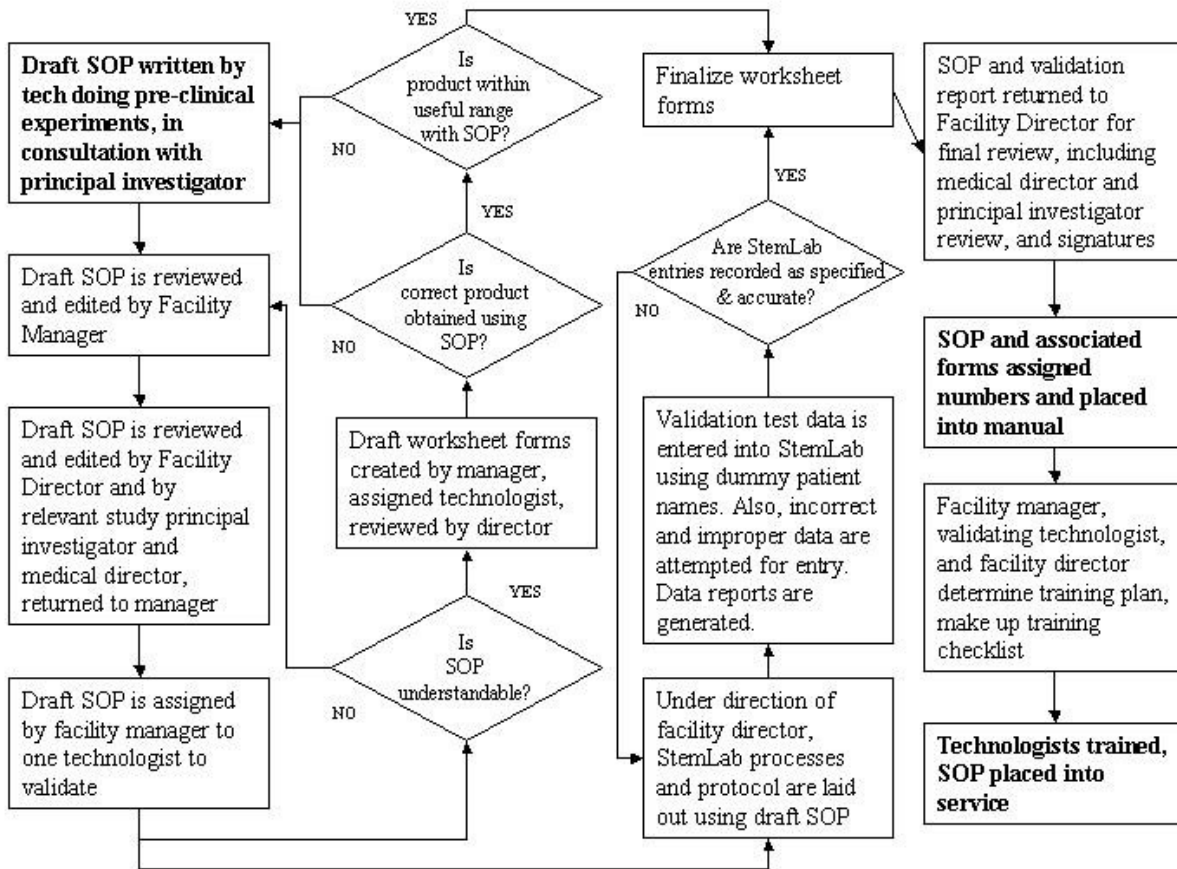 Draft SOP written by
tech doing pre-clinical
experiments, in
consultation with
principal investigator
Draft SOP is reviewed
and edited by Facility
Manager
Draft SOP is reviewed
and edited by Facility
Director and by
relevant study principal
investigator and
medical director,
returned to manager
Draft SOP is assigned
by facility manager to
one technologist to
validate
YES
Is
product within
useful range
with SOP?
NO
YES
Is
correct product
obtained using
SOP?
NO
Draft worksheet forms
created by manager,
assigned technologist,
reviewed by director
YES
Is
SOP
understandable?
NO
Finalize worksheet
forms
YES
Are StemLab
entries recorded as specified
& accurate?
NO
Validation test data is
entered into StemLab
using dummy patient
names. Also, incorrect
and improper data are
attempted for entry.
Data reports are
generated.
Under direction of
facility director,
StemLab processes
and protocol are laid
out using draft SOP
SOP and validation
report returned to
Facility Director for
final review, including
medical director and
principal investigator
review, and signatures
SOP and associated
forms assigned
numbers and placed
into manual
Facility manager,
validating technologist,
and facility director
determine training plan,
make up training
checklist
Technologists trained,
SOP placed into
service